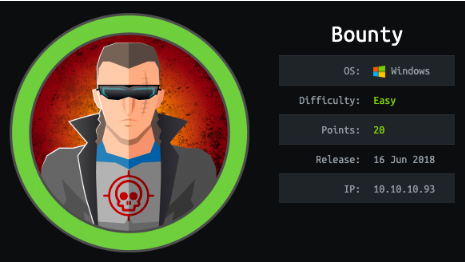 Bounty
OS: Windows
Difficulty: Easy
Points: 20
Release: 16 Jun 2018
IP: 10.10.10.93